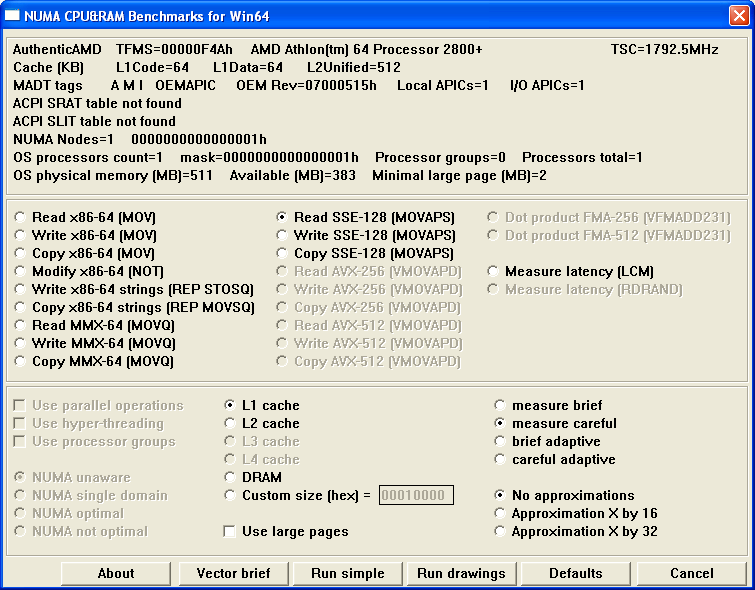 NUMA CPU&RAM Benchmarks for Win64
AuthenticAMD TFMS=00000F4Ah AMD Athlon(tm) 64 Processor 2800+ TSC=1792.5MHz
Cache (KB) L1Code=64 L1Data=64 L2Unified=512
MADT tags A M I OEMAPIC OEM Rev=07000515h Local APICs=1 I/O APICs=1
ACPI SRAT table not found
ACPI SLIT table not found
NUMA Nodes=1 0000000000000001h
OS processors count=1 mask=0000000000000001h Processor groups=0 Processors total=1
OS physical memory (MB)=511 Available (MB)=383 Minimal large page (MB)=2
Read x86-64 (MOV) Read SSE-128 (MOVAPS) Dot product FMA-256 (VFMADD231)
Write x86-64 (MOV) Write SSE-128 (MOVAPS) Dot product FMA-512 (VFMADD231)
Copy x86-64 (MOV) Copy SSE-128 (MOVAPS)
Modify x86-64 (NOT) Read AVX-256 (VMOVAPD) Measure latency (LCM)
Write x86-64 strings (REP STOSQ) Write AVX-256 (VMOVAPD) Measure latency (RDRAND)
Copy x86-64 strings (REP MOVSQ) Copy AVX-256 (VMOVAPD)
Read MMX-64 (MOVQ) Read AVX-512 (VMOVAPD)
Write MMX-64 (MOVQ) Write AVX-512 (VMOVAPD)
Copy MMX-64 (MOVQ) Copy AVX-512 (VMOVAPD)
Use parallel operations L1 cache measure brief
Use hyper-threading L2 cache measure careful
Use processor groups L3 cache brief adaptive
L4 cache careful adaptive
NUMA unaware DRAM
NUMA single domain Custom size (hex) = 00010000 No approximations
NUMA optimal Approximation X by 16
NUMA not optimal Use large pages Approximation X by 32
About Vector brief Run simple Run drawings Defaults Cancel